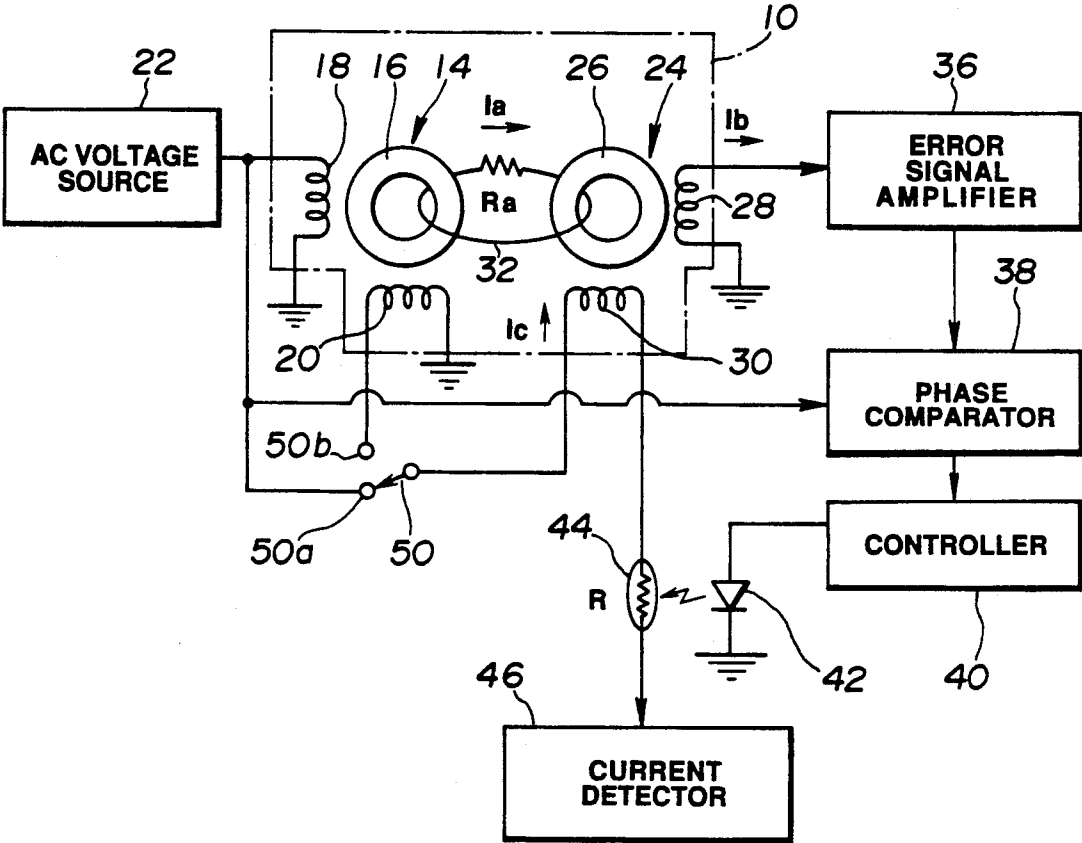 10
22
18
16
14
26
24
36
Ia
Ib
AC VOLTAGE
SOURCE
ERROR
SIGNAL
AMPLIFIER
Ra
28
32
38
20
Ic
30
PHASE
COMPARATOR
50b
50a
50
44
CONTROLLER
R
42
40
46
CURRENT
DETECTOR